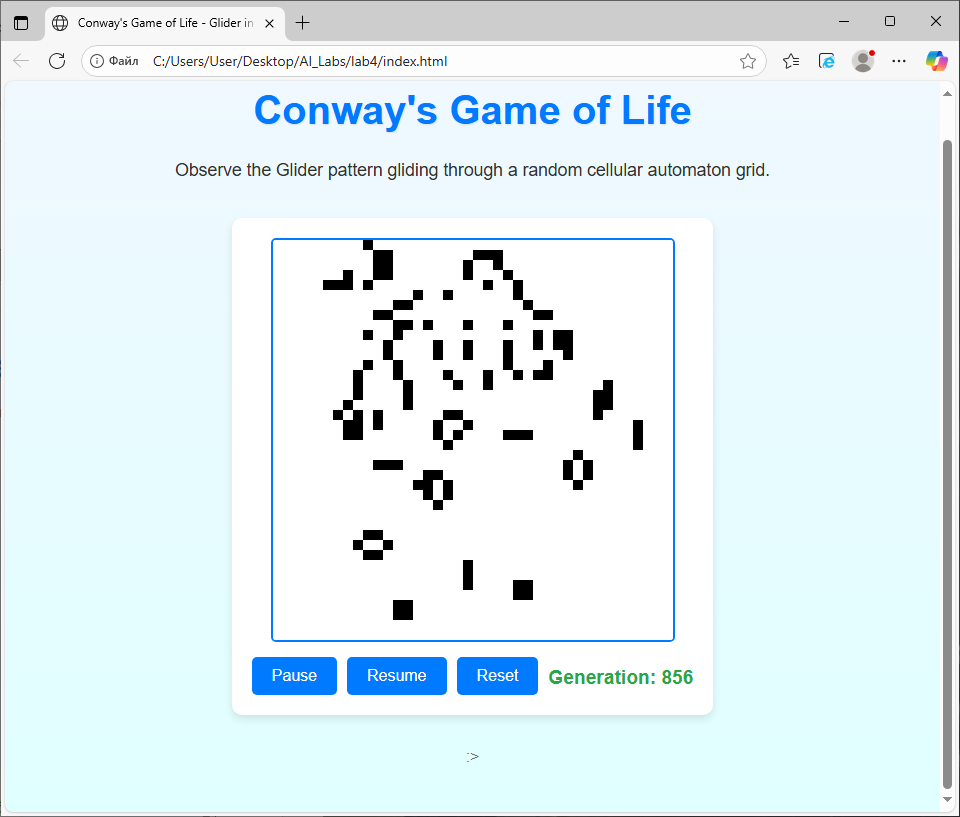 Conway's Game of Life - Glider in
Файл C:/Users/User/Desktop/AI_Labs/lab4/index.html
Conway's Game of Life
Observe the Glider pattern gliding through a random cellular automaton grid.
Pause Resume Reset Generation: 856
:>